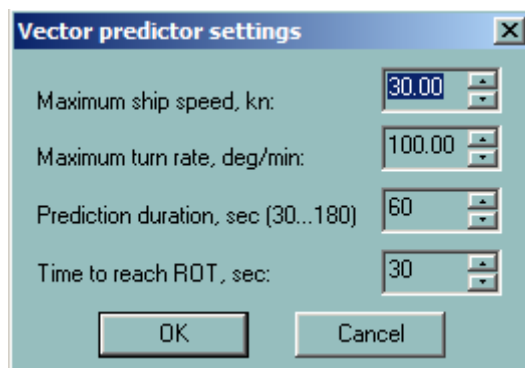 Vector predictor settings
Maximum ship speed, kn: 30.00
Maximum turn rate, deg/min: 100.00
Prediction duration, sec (30...180) 60
Time to reach ROT, sec: 30
OK Cancel